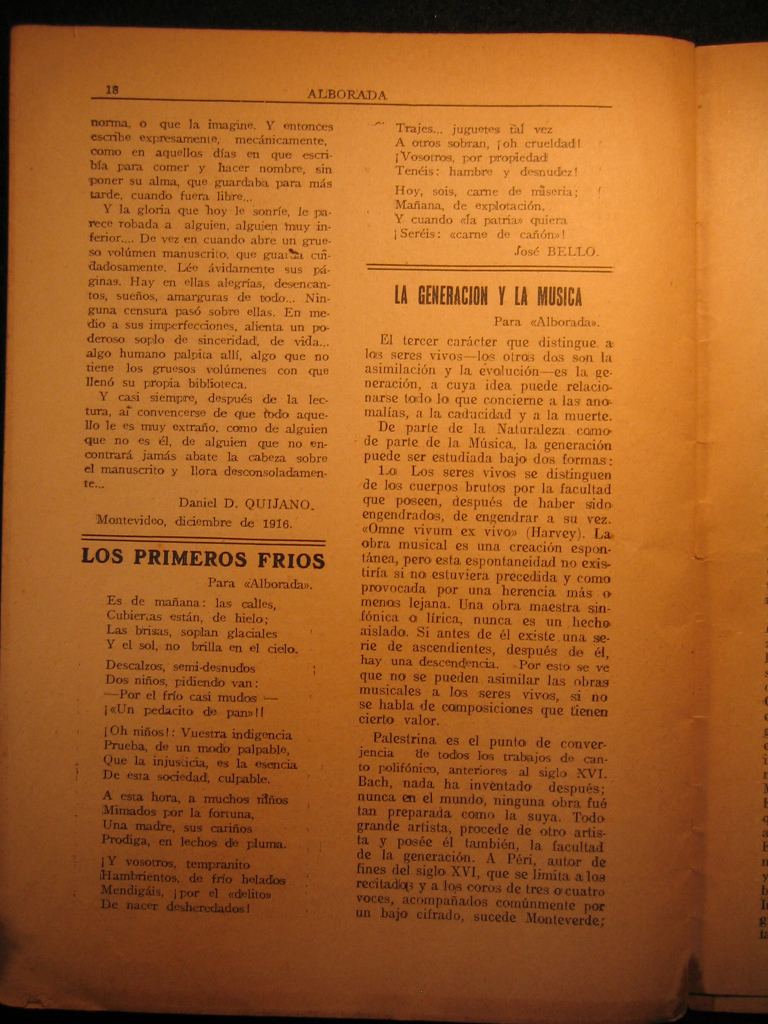 18
ALBORADA
norma, o que la imagine. Y entonces
escribe expresamente, mecánicamente,
como en aquellos días en que escri-
bía para comer y hacer nombre, sin
poner su alma, que guardaba para más
tarde, cuando fuera libre...
Y la gloria que hoy le sonríe, le pa-
rece robada a alguien, alguien muy in-
ferior.... De vez en cuando abre un grue-
so volúmen manuscrito, que guarda cui-
dadosamente. Lée ávidamente sus pá-
ginas. Hay en ellas alegrías, desencan-
tos, sueños, amarguras de todo... Nin-
guna censura pasó sobre ellas. En me-
dio a sus imperfecciones, alienta un po-
deroso soplo de sinceridad, de vida...
algo humano palpita allí, algo que no
tiene los gruesos volúmenes con que
llenó su propia biblioteca.
Y casi siempre, después de la lec-
tura, al convencerse de que todo aque-
llo le es muy extraño, como de alguien
que no es él, de alguien que no en-
contrará jamás abate la cabeza sobre
el manuscrito y llora desconsoladamen-
te...
Daniel D. QUIJANO.
Montevideo, diciembre de 1916.
LOS PRIMEROS FRIOS
Para «Alborada».
Es de mañana: las calles,
Cubiertas están, de hielo;
Las brisas, soplan glaciales
Y el sol, no brilla en el cielo.
Descalzos, semi-desnudos
Dos niños, pidiendo van:
—Por el frío casi mudos —
¡«Un pedacito de pan»!!
¡Oh niños!: Vuestra indigencia
Prueba, de un modo palpable,
Que la injusticia, es la esencia
De esta sociedad, culpable.
A esta hora, a muchos niños
Mimados por la fortuna,
Una madre, sus cariños
Prodiga, en lechos de pluma.
¡Y vosotros, tempranito
Hambrientos, de frío helados
Mendigáis, ¡por el «delito»
De nacer desheredados!
Trajes... juguetes tal vez
A otros sobran, ¡oh crueldad!
¡Vosotros, por propiedad
Tenéis: hambre y desnudez!
Hoy, sois, carne de miseria;
Mañana, de explotación,
Y cuando «la patria» quiera
¡Seréis: «carne de cañón»!
José BELLO.
LA GENERACION Y LA MUSICA
Para «Alborada».
El tercer carácter que distingue a
los seres vivos—los otros dos son la
asimilación y la evolución—es la ge-
neración, a cuya idea puede relacio-
narse todo lo que concierne a las ano-
malías, a la caducidad y a la muerte.
De parte de la Naturaleza como
de parte de la Música, la generación
puede ser estudiada bajo dos formas:
1.o Los seres vivos se distinguen
de los cuerpos brutos por la facultad
que poseen, después de haber sido
engendrados, de engendrar a su vez.
«Omne vivum ex vivo» (Harvey). La
obra musical es una creación espon-
tánea, pero esta espontaneidad no exis-
tiría si no estuviera precedida y como
provocada por una herencia más o
menos lejana. Una obra maestra sin-
fónica o lírica, nunca es un hecho
aislado. Si antes de él existe una se-
rie de ascendientes, después de él,
hay una descendencia. Por esto se ve
que no se pueden asimilar las obras
musicales a los seres vivos, si no
se habla de composiciones que tienen
cierto valor.
Palestrina es el punto de conver-
jencia de todos los trabajos de can-
to polifónico, anteriores al siglo XVI.
Bach, nada ha inventado después;
nunca en el mundo, ninguna obra fué
tan preparada como la suya. Todo
grande artista, procede de otro artis-
ta y posée él también, la facultad
de la generación. A Péri, autor de
fines del siglo XVI, que se limita a los
recitados y a los coros de tres o cuatro
voces, acompañados comúnmente por
un bajo cifrado, sucede Monteverde;